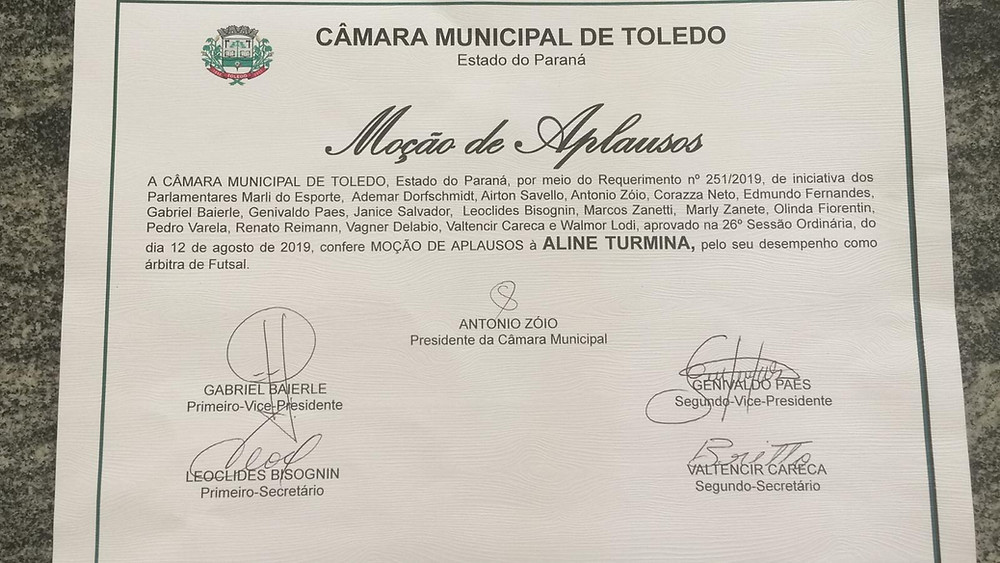 CÂMARA MUNICIPAL DE TOLEDO
Estado do Paraná
TOLEDO
Moção de Aplausos
A CÂMARA MUNICIPAL DE TOLEDO, Estado do Paraná, por meio do Requerimento nº 251/2019, de iniciativa dos
Parlamentares Marli do Esporte, Ademar Dorfschmidt, Airton Savello, Antonio Zóio, Corazza Neto, Edmundo Fernandes,
Gabriel Baierle, Genivaldo Paes, Janice Salvador, Leoclides Bisognin, Marcos Zanetti, Marly Zanete, Olinda Fiorentin,
Pedro Varela, Renato Reimann, Vagner Delabio, Valtencir Careca e Walmor Lodi, aprovado na 26º Sessão Ordinária, do
dia 12 de agosto de 2019, confere MOÇÃO DE APLAUSOS à ALINE TURMINA, pelo seu desempenho como
árbitra de Futsal.
ANTONIO ZÓIO
Presidente da Câmara Municipal
GABRIEL BAIERLE
Primeiro-Vice-Presidente
GENIVALDO PAES
Segundo-Vice-Presidente
LEOCLIDES BISOGNIN
Primeiro-Secretário
Britto
VALTENCIR CARECA
Segundo-Secretário